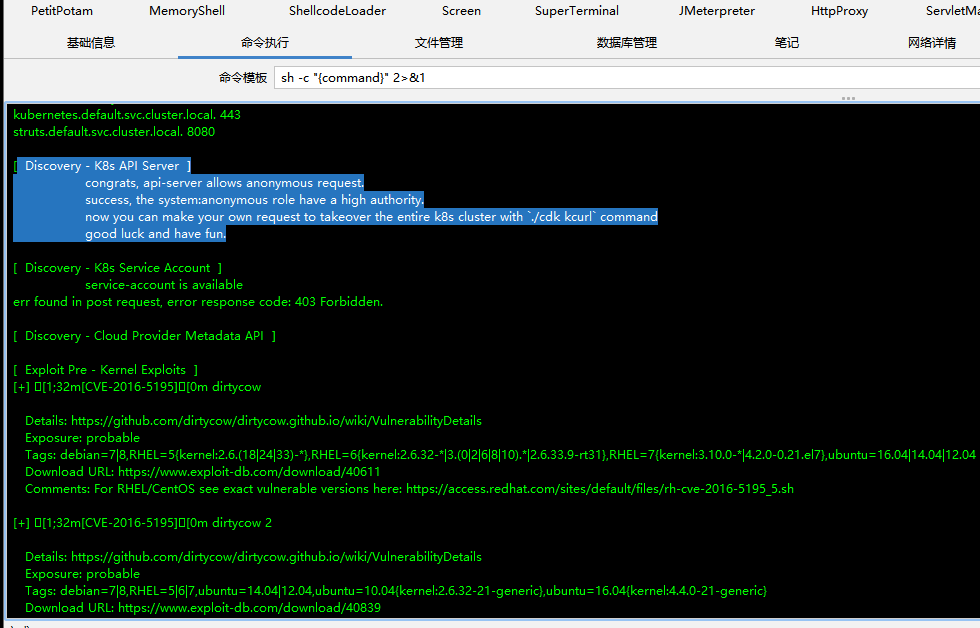 PetitPotam MemoryShell ShellcodeLoader Screen SuperTerminal JMeterpreter HttpProxy
基础信息 命令执行 文件管理 数据库管理 笔记 网络详情
命令模板 sh -c "{command}" 2>&1
kubernetes.default.svc.cluster.local. 443
struts.default.svc.cluster.local. 8080
[ Discovery - K8s API Server ]
congrats, api-server allows anonymous request.
success, the system:anonymous role have a high authority.
now you can make your own request to takeover the entire k8s cluster with `./cdk kcurl` command
good luck and have fun.
[ Discovery - K8s Service Account ]
service-account is available
err found in post request, error response code: 403 Forbidden.
[ Discovery - Cloud Provider Metadata API ]
[ Exploit Pre - Kernel Exploits ]
[+] [1;32m[CVE-2016-5195][0m dirtycow
Details: https://github.com/dirtycow/dirtycow.github.io/wiki/VulnerabilityDetails
Exposure: probable
Tags: debian=7|8,RHEL=5{kernel:2.6.(18|24|33)-*},RHEL=6{kernel:2.6.32-*|3.(0|2|6|8|10).*|2.6.33.9-rt31},RHEL=7{kernel:3.10.0-*|4.2.0-0.21.el7},ubuntu=16.04|14.04|12.04
Download URL: https://www.exploit-db.com/download/40611
Comments: For RHEL/CentOS see exact vulnerable versions here: https://access.redhat.com/sites/default/files/rh-cve-2016-5195_5.sh
[+] [1;32m[CVE-2016-5195][0m dirtycow 2
Details: https://github.com/dirtycow/dirtycow.github.io/wiki/VulnerabilityDetails
Exposure: probable
Tags: debian=7|8,RHEL=5|6|7,ubuntu=14.04|12.04,ubuntu=10.04{kernel:2.6.32-21-generic},ubuntu=16.04{kernel:4.4.0-21-generic}
Download URL: https://www.exploit-db.com/download/40839